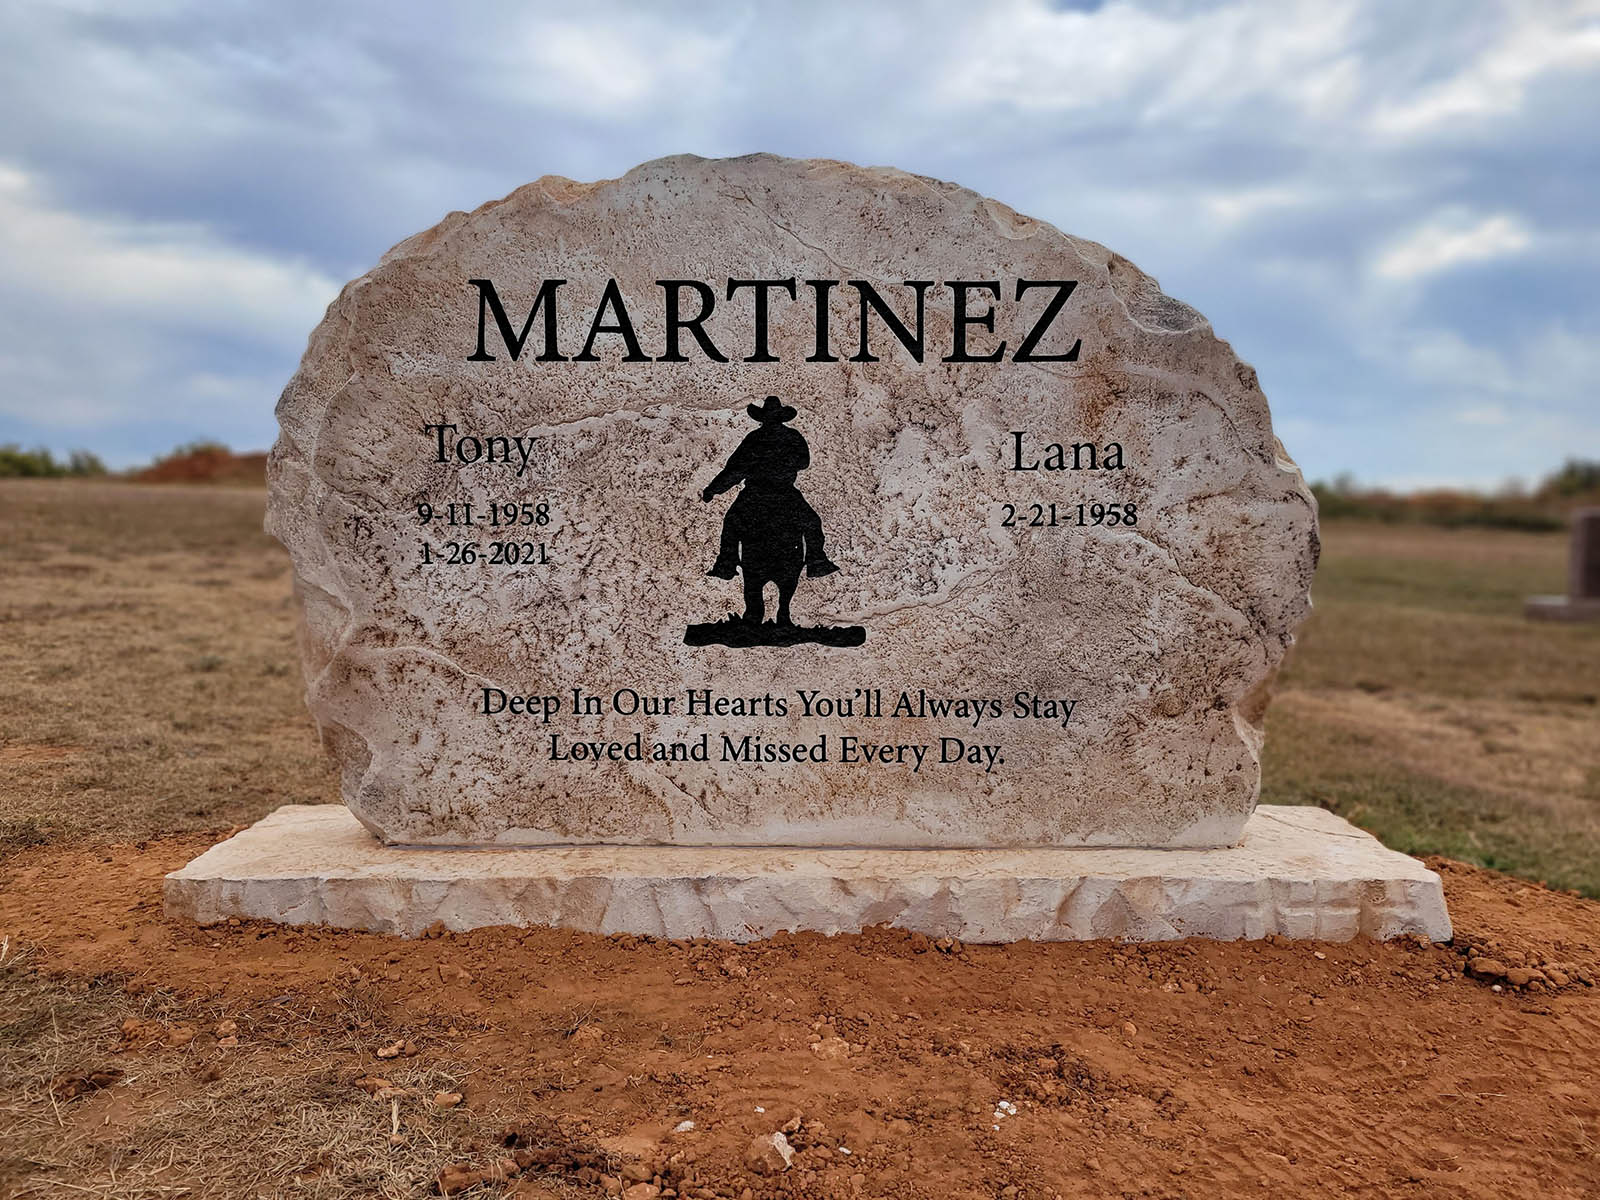 MARTINEZ
Tony
9-11-1958
1-26-2021
Lana
2-21-1958
Deep In Our Hearts You'll Always Stay
Loved and Missed Every Day.